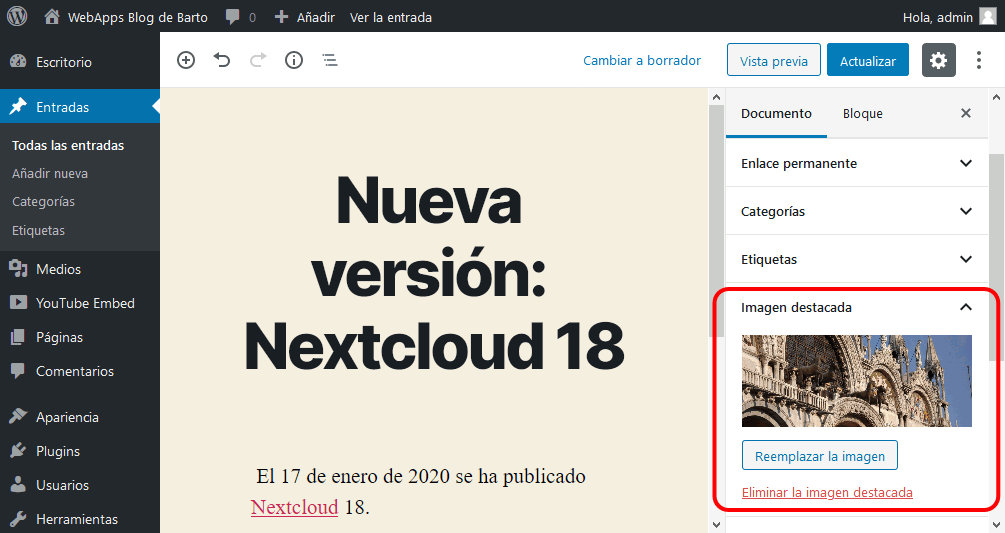 WebApps Blog de Barto
0
Añadir
Ver la entrada
Hola, admin
Escritorio
Entradas
Todas las entradas
Añadir nueva
Categorías
Etiquetas
Medios
YouTube Embed
Páginas
Comentarios
Apariencia
Plugins
Usuarios
Herramientas
Cambiar a borrador
Vista previa
Actualizar
Nueva
versión:
Nextcloud 18
El 17 de enero de 2020 se ha publicado
Nextcloud 18.
Documento
Bloque
Enlace permanente
Categorías
Etiquetas
Imagen destacada
Reemplazar la imagen
Eliminar la imagen destacada